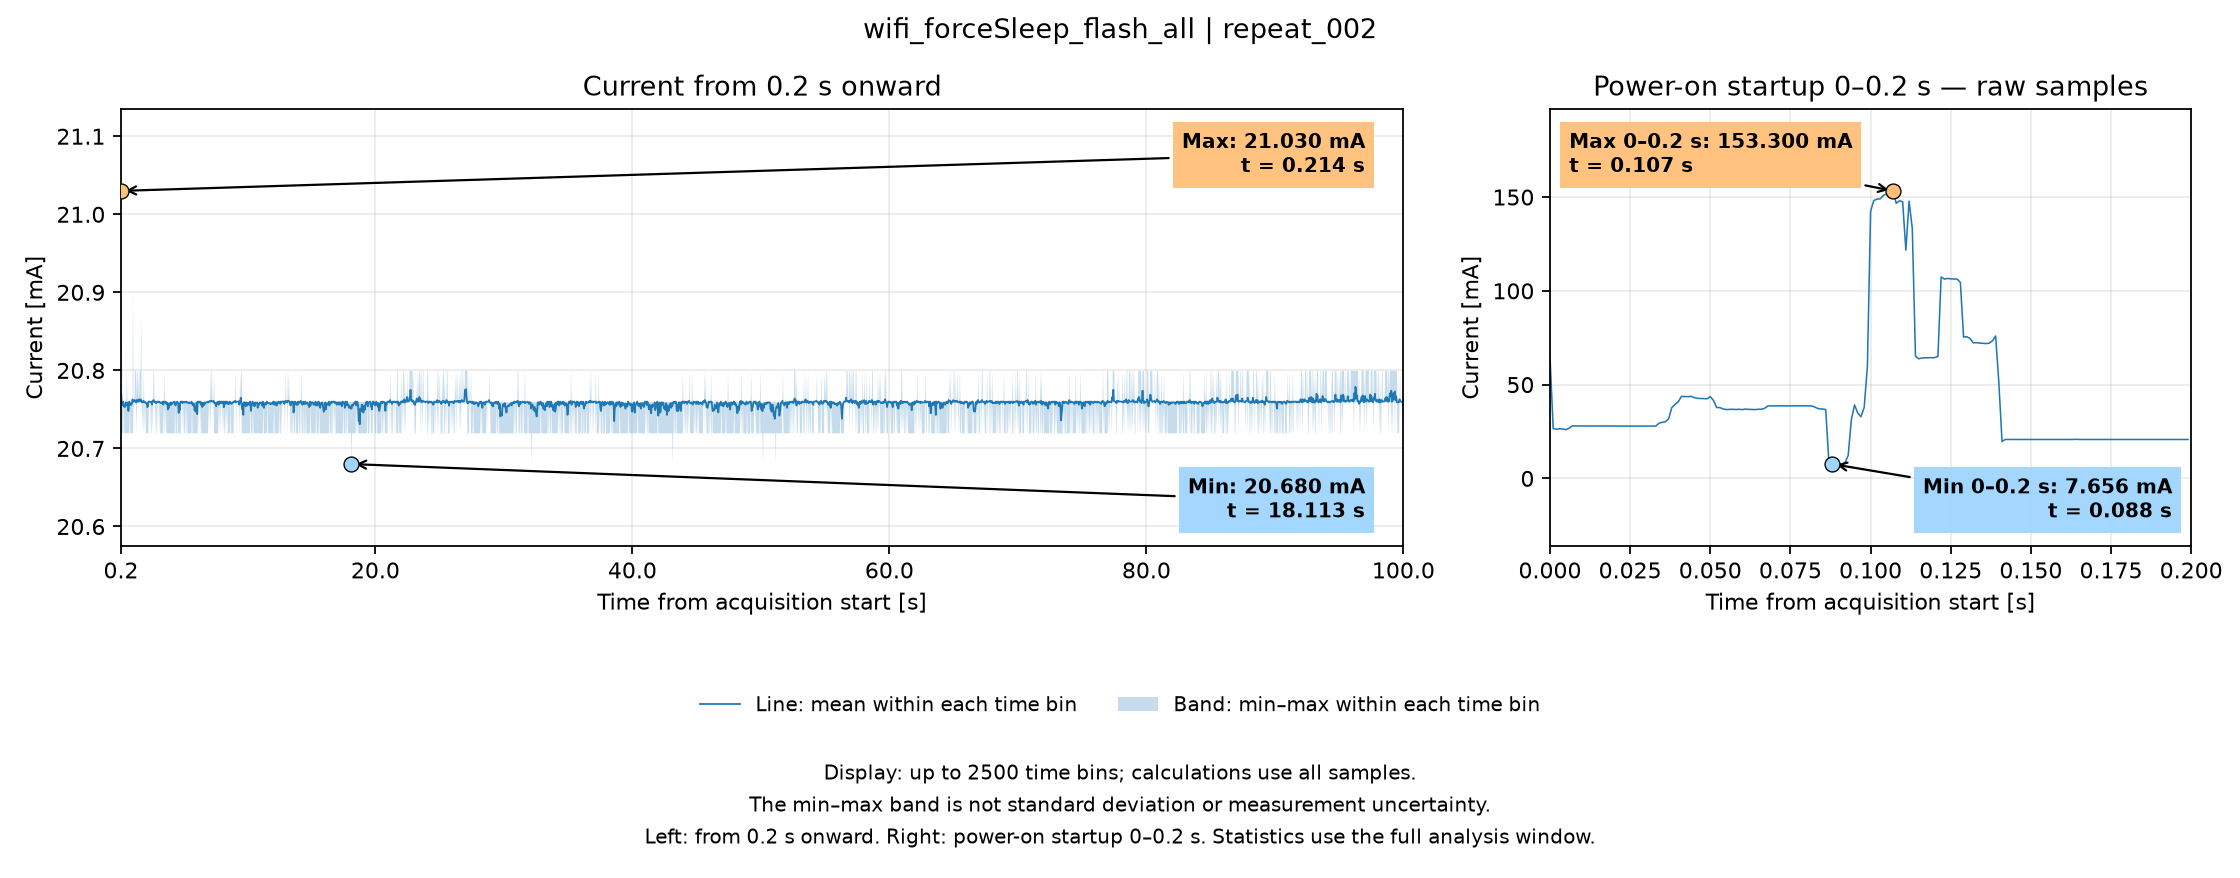 wifi_forceSleep_flash_all | repeat_002
Current from 0.2 s onward
Current [mA]
21.1
21.0
20.9
20.8
20.7
20.6
Max: 21.030 mA
t = 0.214 s
Min: 20.680 mA
t = 18.113 s
0.2
20.0
40.0
60.0
80.0
100.0
Time from acquisition start [s]
Power-on startup 0–0.2 s — raw samples
Current [mA]
150
100
50
0
Max 0–0.2 s: 153.300 mA
t = 0.107 s
Min 0–0.2 s: 7.656 mA
t = 0.088 s
0.000
0.025
0.050
0.075
0.100
0.125
0.150
0.175
0.200
Time from acquisition start [s]
Line: mean within each time bin
Band: min–max within each time bin
Display: up to 2500 time bins; calculations use all samples.
The min–max band is not standard deviation or measurement uncertainty.
Left: from 0.2 s onward. Right: power-on startup 0–0.2 s. Statistics use the full analysis window.